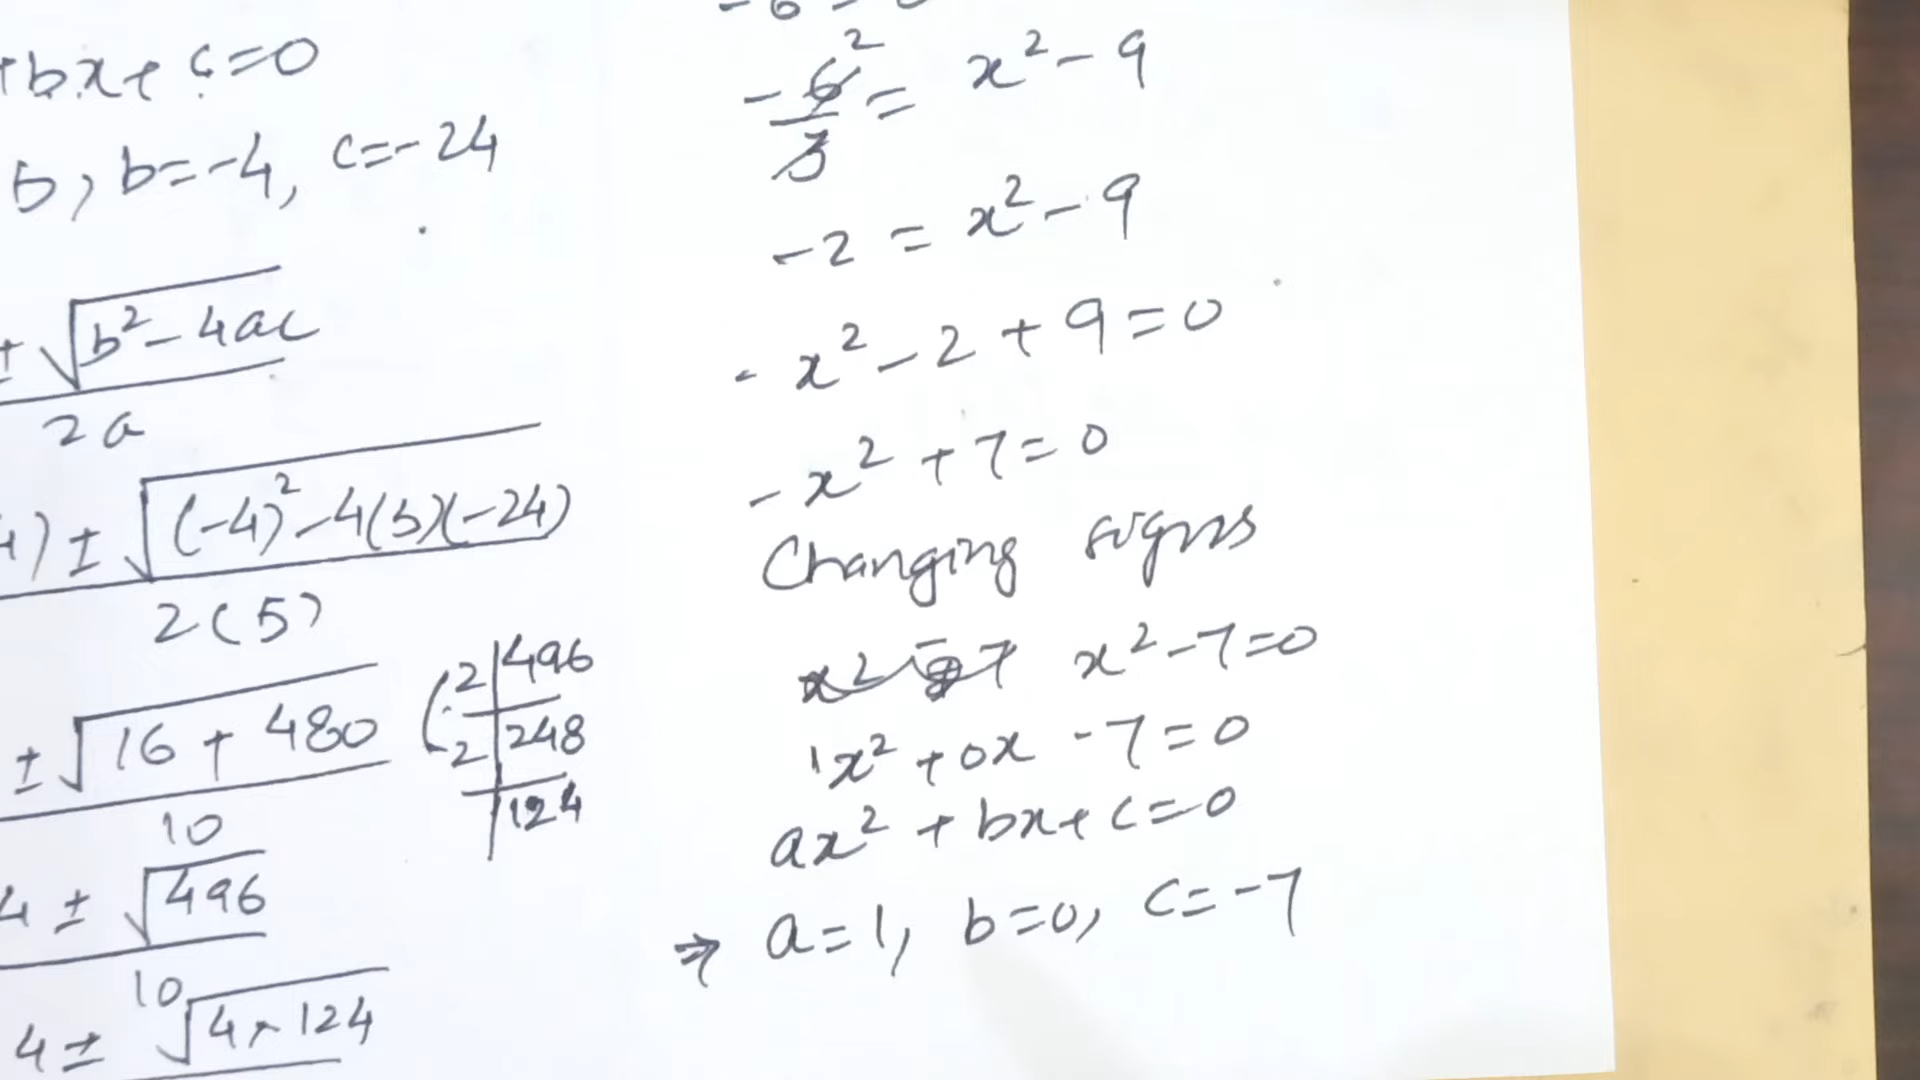 +bx+c=0
5, b=-4, c=-24
± √b²-4ac
2a
4) ± √(-4)²-4(5)(-24)
2(5)
± √16+480
10
2|496
2|248
|124
4 ± √496
10
4 ± √4×124
-6/3 = x²-9
2
-2 = x²-9
-x²-2+9=0
-x²+7=0
Changing signs
x²-7=0
1x²+0x-7=0
ax²+bx+c=0
⇒ a=1, b=0, c=-7